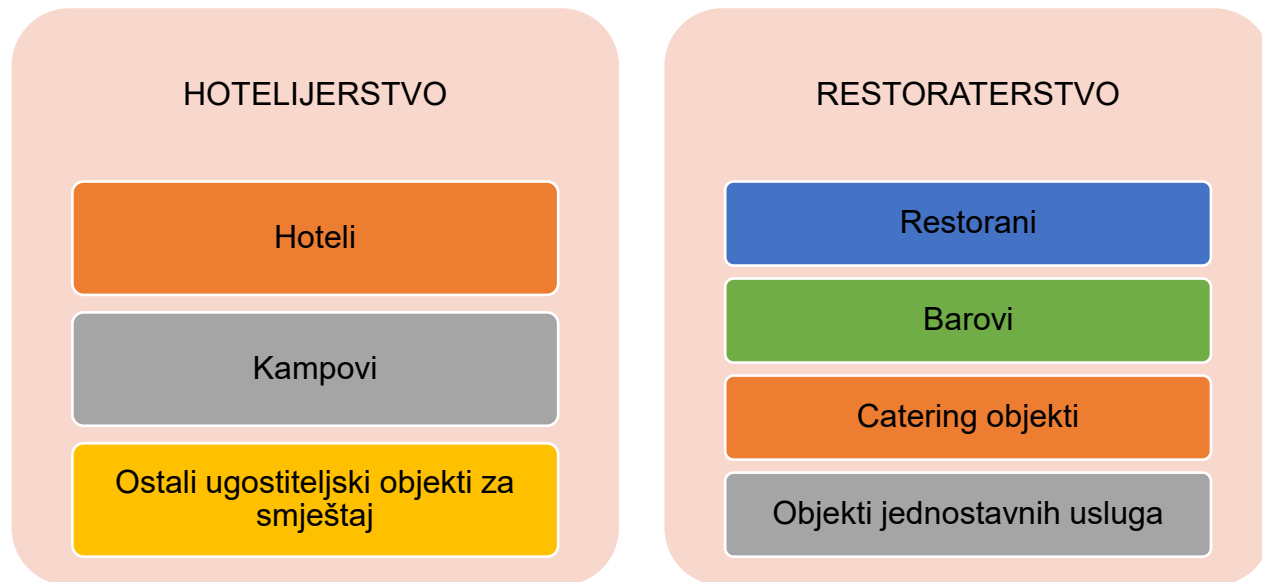 HOTELIJERSTVO
Hoteli
Kampovi
Ostali ugostiteljski objekti za
smještaj
RESTORATERSTVO
Restorani
Barovi
Catering objekti
Objekti jednostavnih usluga